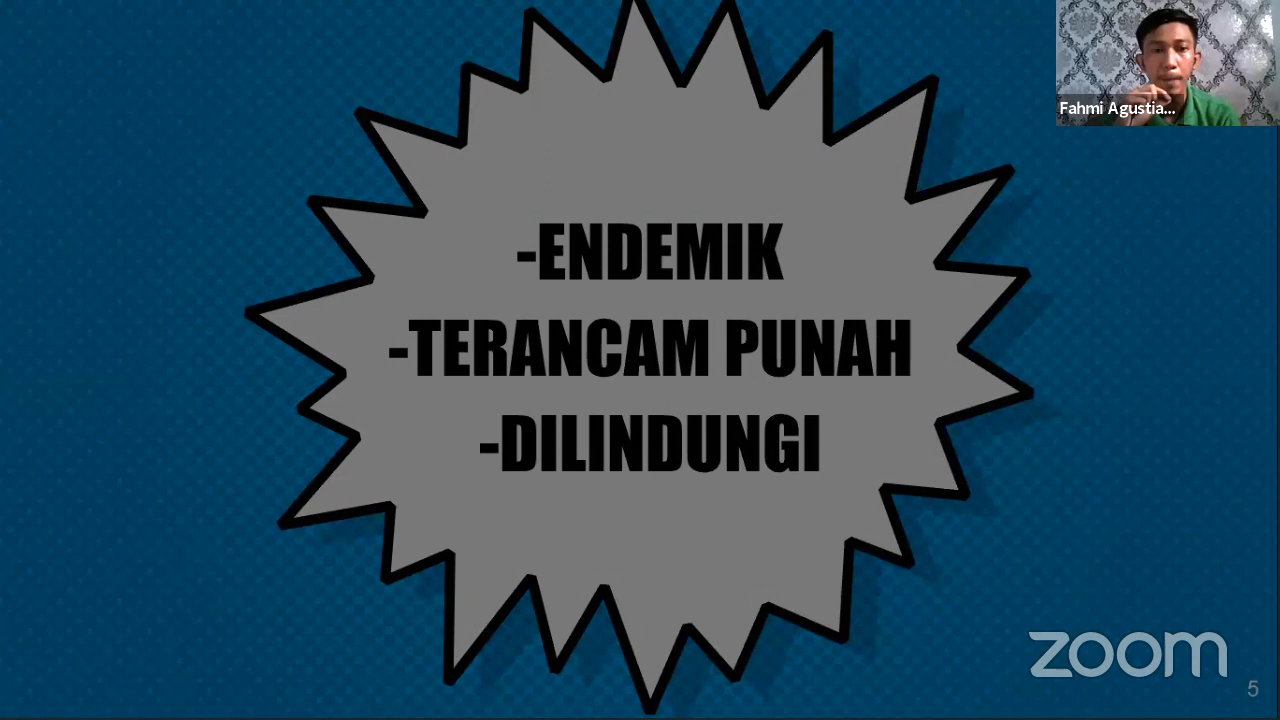 Fahmi Agustia...
-ENDEMIK
-TERANCAM PUNAH
-DILINDUNGI
zoom
5